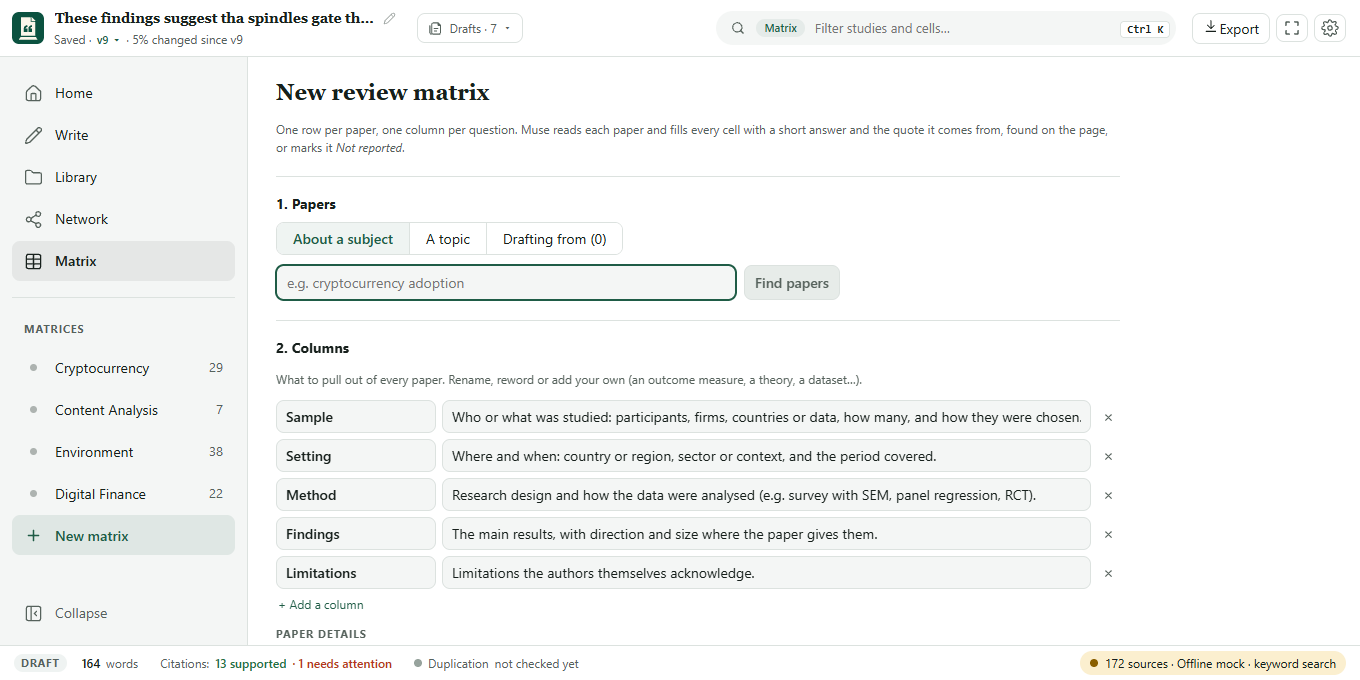 These findings suggest tha spindles gate th...
Saved · v9 · 5% changed since v9
Drafts · 7
Matrix
Filter studies and cells...
Ctrl K
Export
Home
Write
Library
Network
Matrix
MATRICES
Cryptocurrency 29
Content Analysis 7
Environment 38
Digital Finance 22
+ New matrix
Collapse
New review matrix
One row per paper, one column per question. Muse reads each paper and fills every cell with a short answer and the quote it comes from, found on the page,
or marks it Not reported.
1. Papers
About a subject
A topic
Drafting from (0)
e.g. cryptocurrency adoption
Find papers
2. Columns
What to pull out of every paper. Rename, reword or add your own (an outcome measure, a theory, a dataset...).
Sample Who or what was studied: participants, firms, countries or data, how many, and how they were chosen. ×
Setting Where and when: country or region, sector or context, and the period covered. ×
Method Research design and how the data were analysed (e.g. survey with SEM, panel regression, RCT). ×
Findings The main results, with direction and size where the paper gives them. ×
Limitations Limitations the authors themselves acknowledge. ×
+ Add a column
PAPER DETAILS
DRAFT 164 words Citations: 13 supported · 1 needs attention Duplication not checked yet
172 sources · Offline mock · keyword search